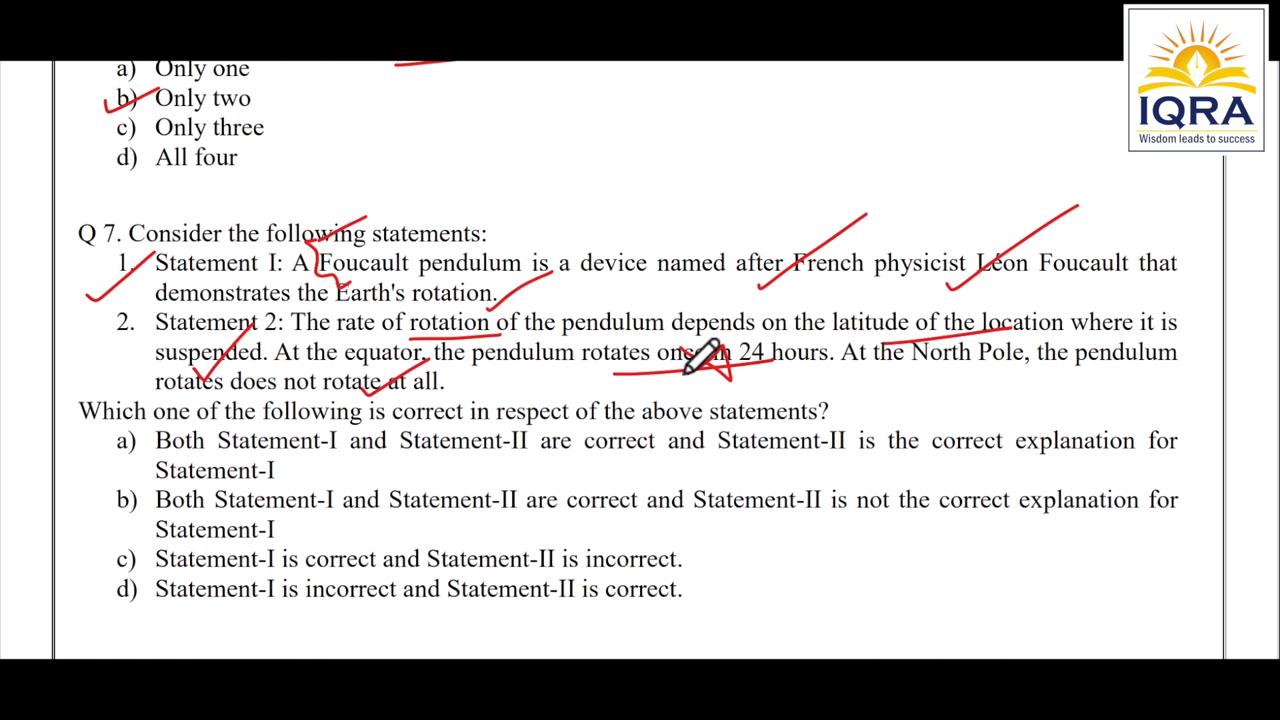 a) Only one
b) Only two
c) Only three
d) All four
IQRA
Wisdom leads to success
Q 7. Consider the following statements:
1. Statement I: A Foucault pendulum is a device named after French physicist Léon Foucault that
demonstrates the Earth's rotation.
2. Statement 2: The rate of rotation of the pendulum depends on the latitude of the location where it is
suspended. At the equator, the pendulum rotates once in 24 hours. At the North Pole, the pendulum
rotates does not rotate at all.
Which one of the following is correct in respect of the above statements?
a) Both Statement-I and Statement-II are correct and Statement-II is the correct explanation for
Statement-I
b) Both Statement-I and Statement-II are correct and Statement-II is not the correct explanation for
Statement-I
c) Statement-I is correct and Statement-II is incorrect.
d) Statement-I is incorrect and Statement-II is correct.